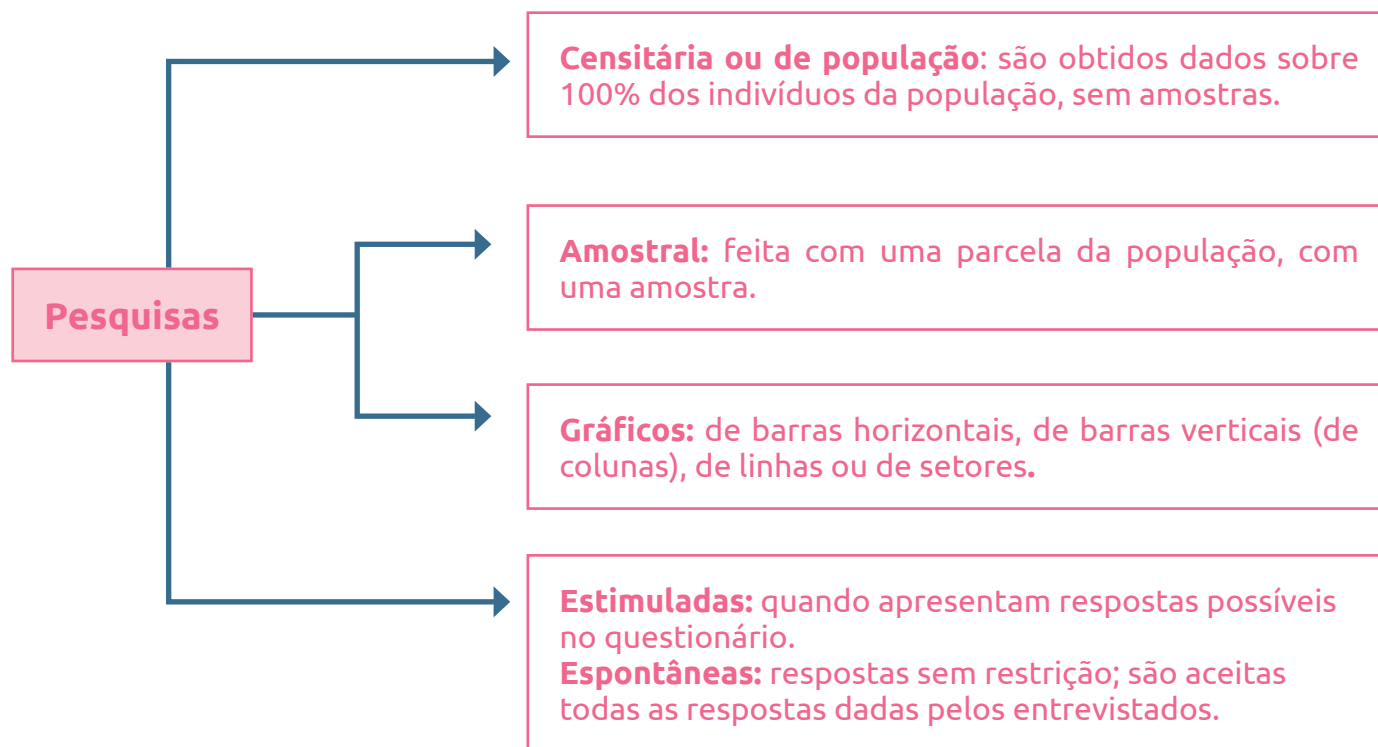 Pesquisas
Censitária ou de população: são obtidos dados sobre
100% dos indivíduos da população, sem amostras.
Amostral: feita com uma parcela da população, com
uma amostra.
Gráficos: de barras horizontais, de barras verticais (de
colunas), de linhas ou de setores.
Estimuladas: quando apresentam respostas possíveis
no questionário.
Espontâneas: respostas sem restrição; são aceitas
todas as respostas dadas pelos entrevistados.